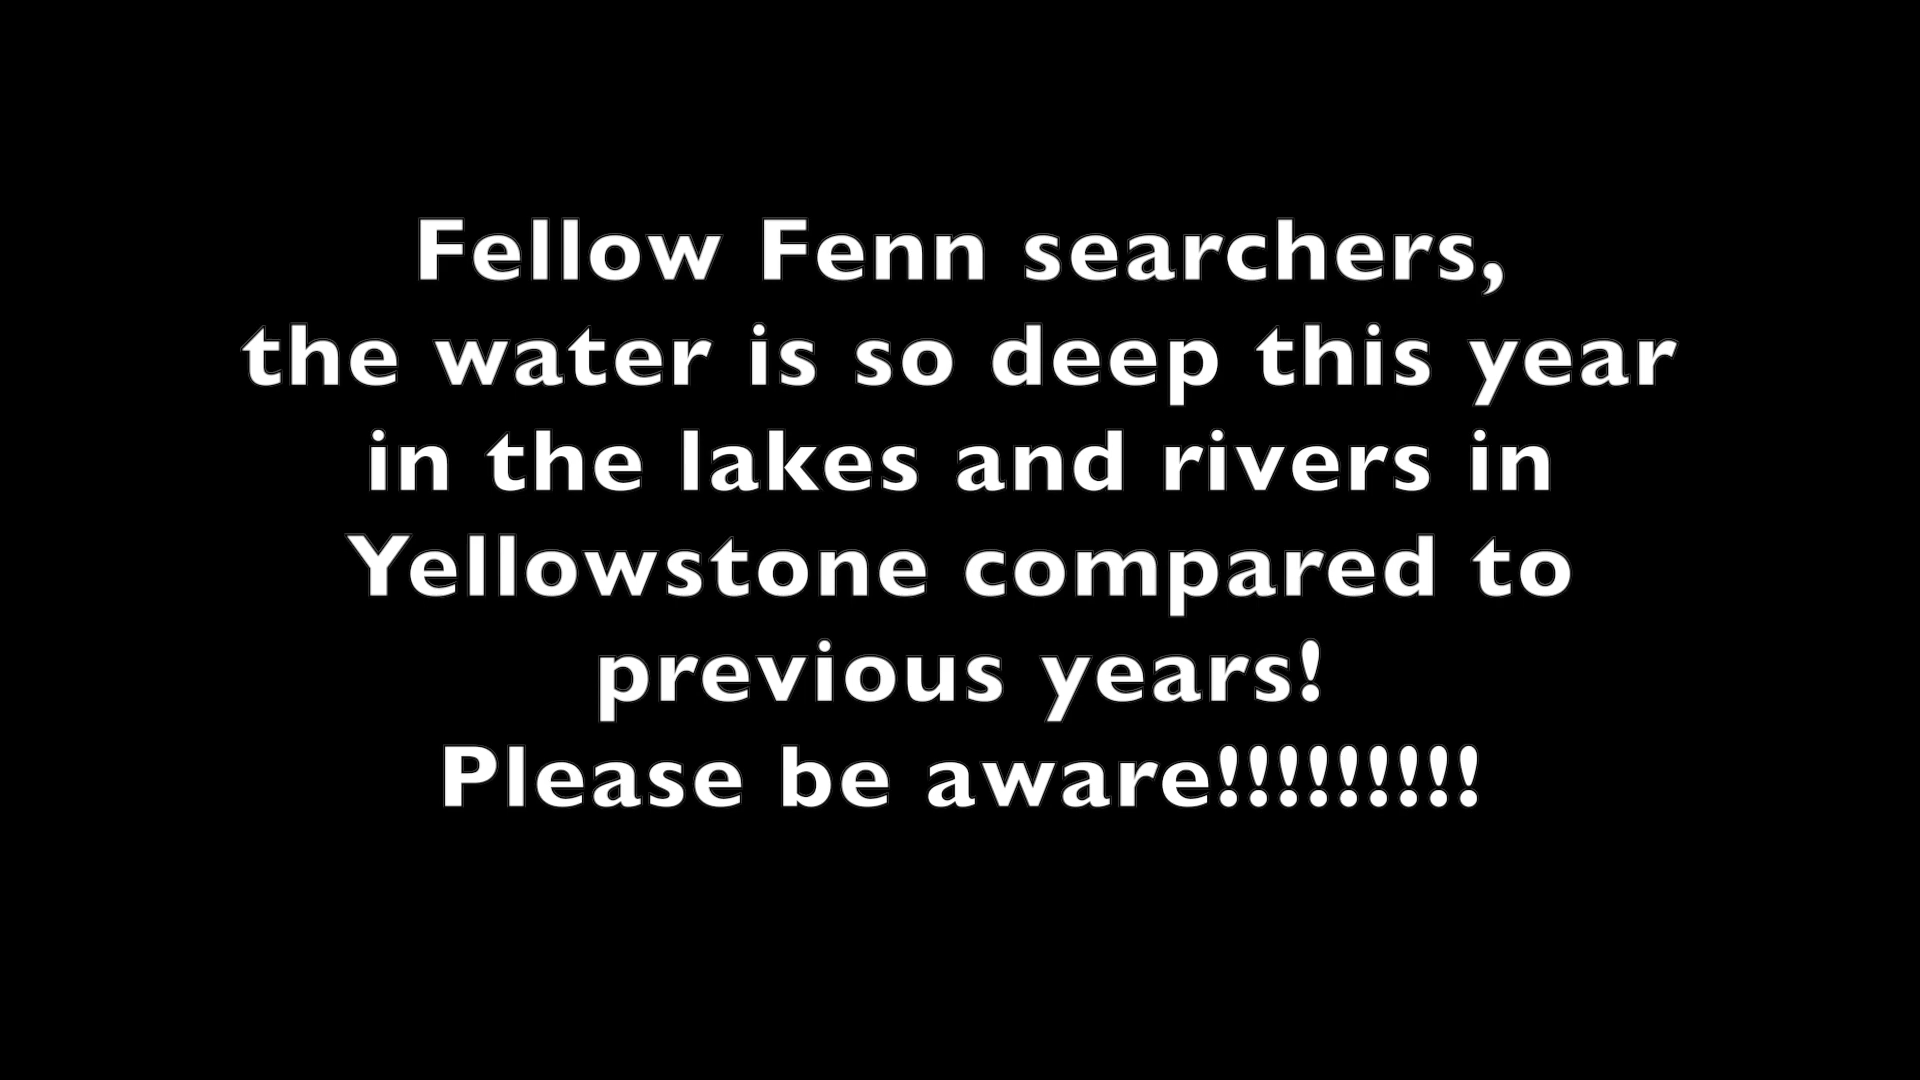 Fellow Fenn searchers,
the water is so deep this year
in the lakes and rivers in
Yellowstone compared to
previous years!
Please be aware!!!!!!!!!